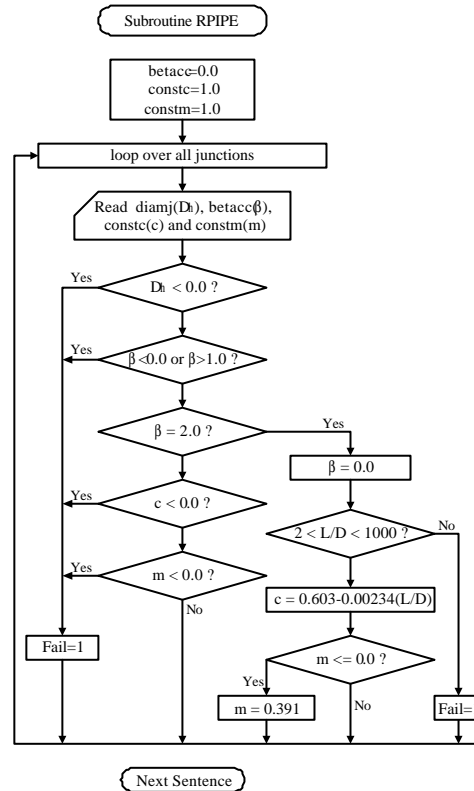 Subroutine RPIPE
betacc=0.0
constc=1.0
constm=1.0
loop over all junctions
Read diamj(Dh), betacc(β),
constc(c) and constm(m)
Yes
Dh < 0.0 ?
Yes
β<0.0 or β>1.0 ?
β = 2.0 ?
Yes
β = 0.0
Yes
c < 0.0 ?
2 < L/D < 1000 ?
No
Yes
m < 0.0 ?
No
c = 0.603-0.00234(L/D)
Fail=1
m <= 0.0 ?
Yes
m = 0.391
No
Fail=
Next Sentence